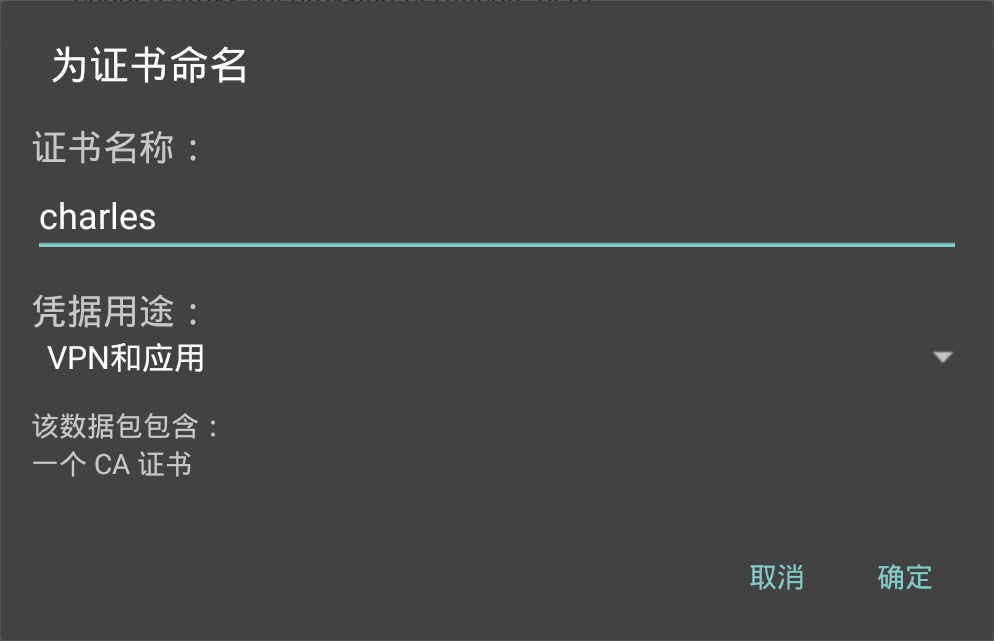 为证书命名
证书名称：
charles
凭据用途：
VPN和应用
该数据包包含：
一个 CA 证书
取消 确定